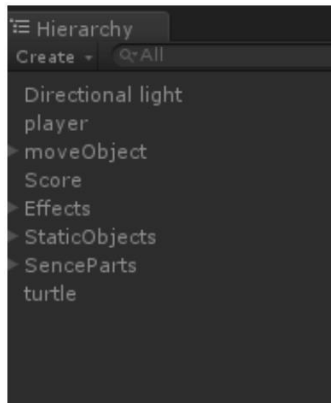 Hierarchy
Create All
Directional light
player
moveObject
Score
Effects
StaticObjects
SenceParts
turtle